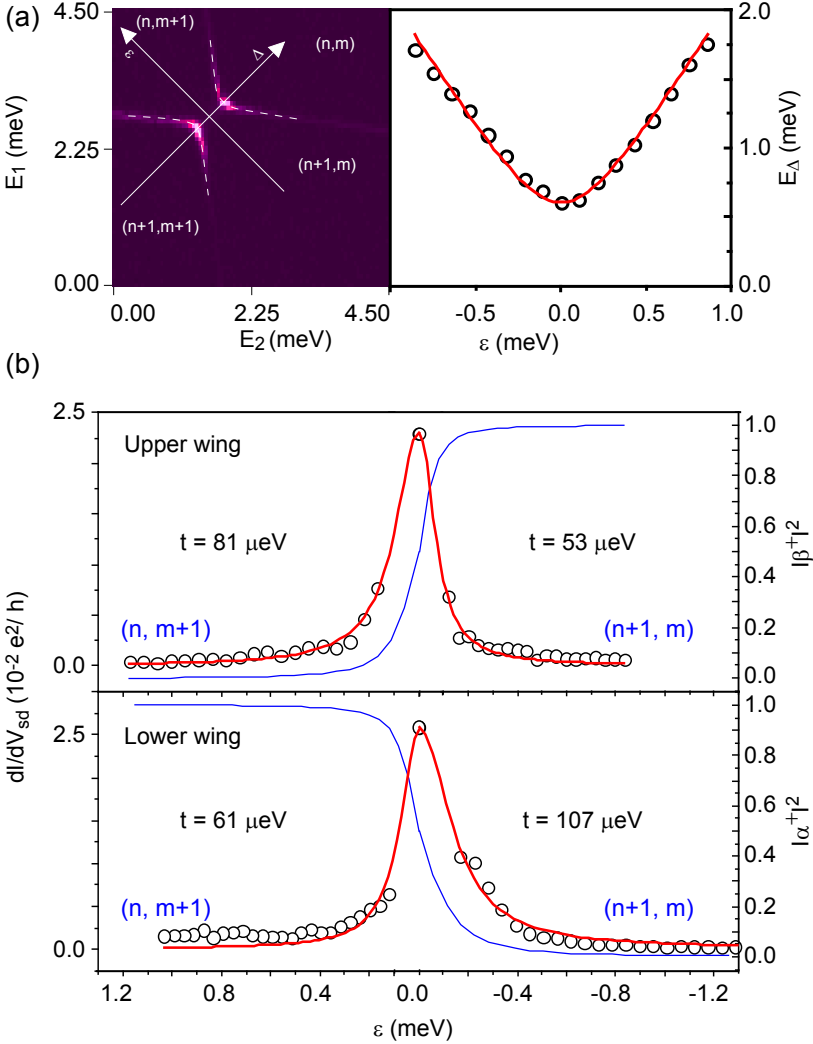 (a)
4.50
2.25
0.00
E1 (meV)
(n,m+1)
ε
Δ
(n,m)
(n+1,m)
(n+1,m+1)
0.00
2.25
4.50
E2 (meV)
2.0
1.0
0.0
EΔ (meV)
-0.5
0.0
0.5
1.0
ε (meV)
(b)
2.5
0.0
Upper wing
t = 81 μeV
t = 53 μeV
(n, m+1)
(n+1, m)
1.0
0.8
0.6
0.4
0.2
0.0
|β+|2
dI/dVsd (10-2 e2/ h)
2.5
0.0
Lower wing
t = 61 μeV
t = 107 μeV
(n, m+1)
(n+1, m)
1.0
0.8
0.6
0.4
0.2
0.0
|α+|2
1.2
0.8
0.4
0.0
-0.4
-0.8
-1.2
ε (meV)